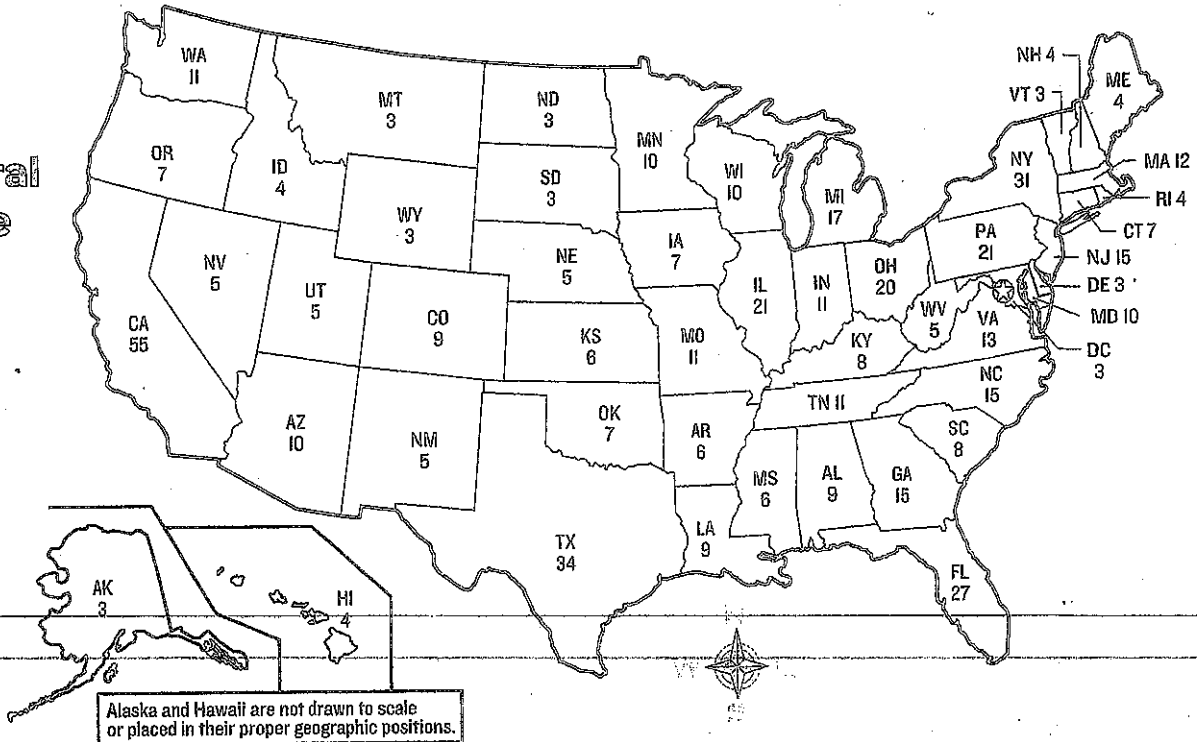 WA
11
MT
3
ND
3
MN
10
OR
7
ID
4
SD
3
WI
10
MI
17
NY
31
NH 4
VT 3
ME
4
MA 12
RI 4
CT 7
WY
3
IA
7
NE
5
PA
21
NJ 15
DE 3
MD 10
DC
3
NV
5
UT
5
CO
9
IL
21
IN
11
OH
20
WV
5
VA
13
CA
55
KS
6
MO
11
KY
8
NC
15
TN 11
AZ
10
NM
5
OK
7
AR
6
SC
8
MS
6
AL
9
GA
15
LA
9
TX
34
FL
27
AK
3
HI
4
Alaska and Hawaii are not drawn to scale
or placed in their proper geographic positions.